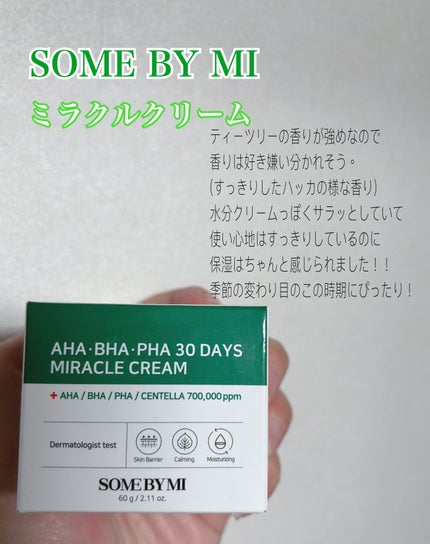 SOME BY MI
ミラクルクリーム
ティーツリーの香りが強めなので
香りは好き嫌い分かれそう。
(すっきりしたハッカの様な香り)
水分クリームっぽくサラッとしていて
使い心地はすっきりしているのに
保湿はちゃんと感じられました！！
季節の変わり目のこの時期にぴったり！
AHA·BHA·PHA 30 DAYS
MIRACLE CREAM
+ AHA / BHA / PHA / CENTELLA 700,000 ppm
Dermatologist test
Skin Barrier Calming Moisturizing
SOME BY MI
60 g / 2.11 oz.